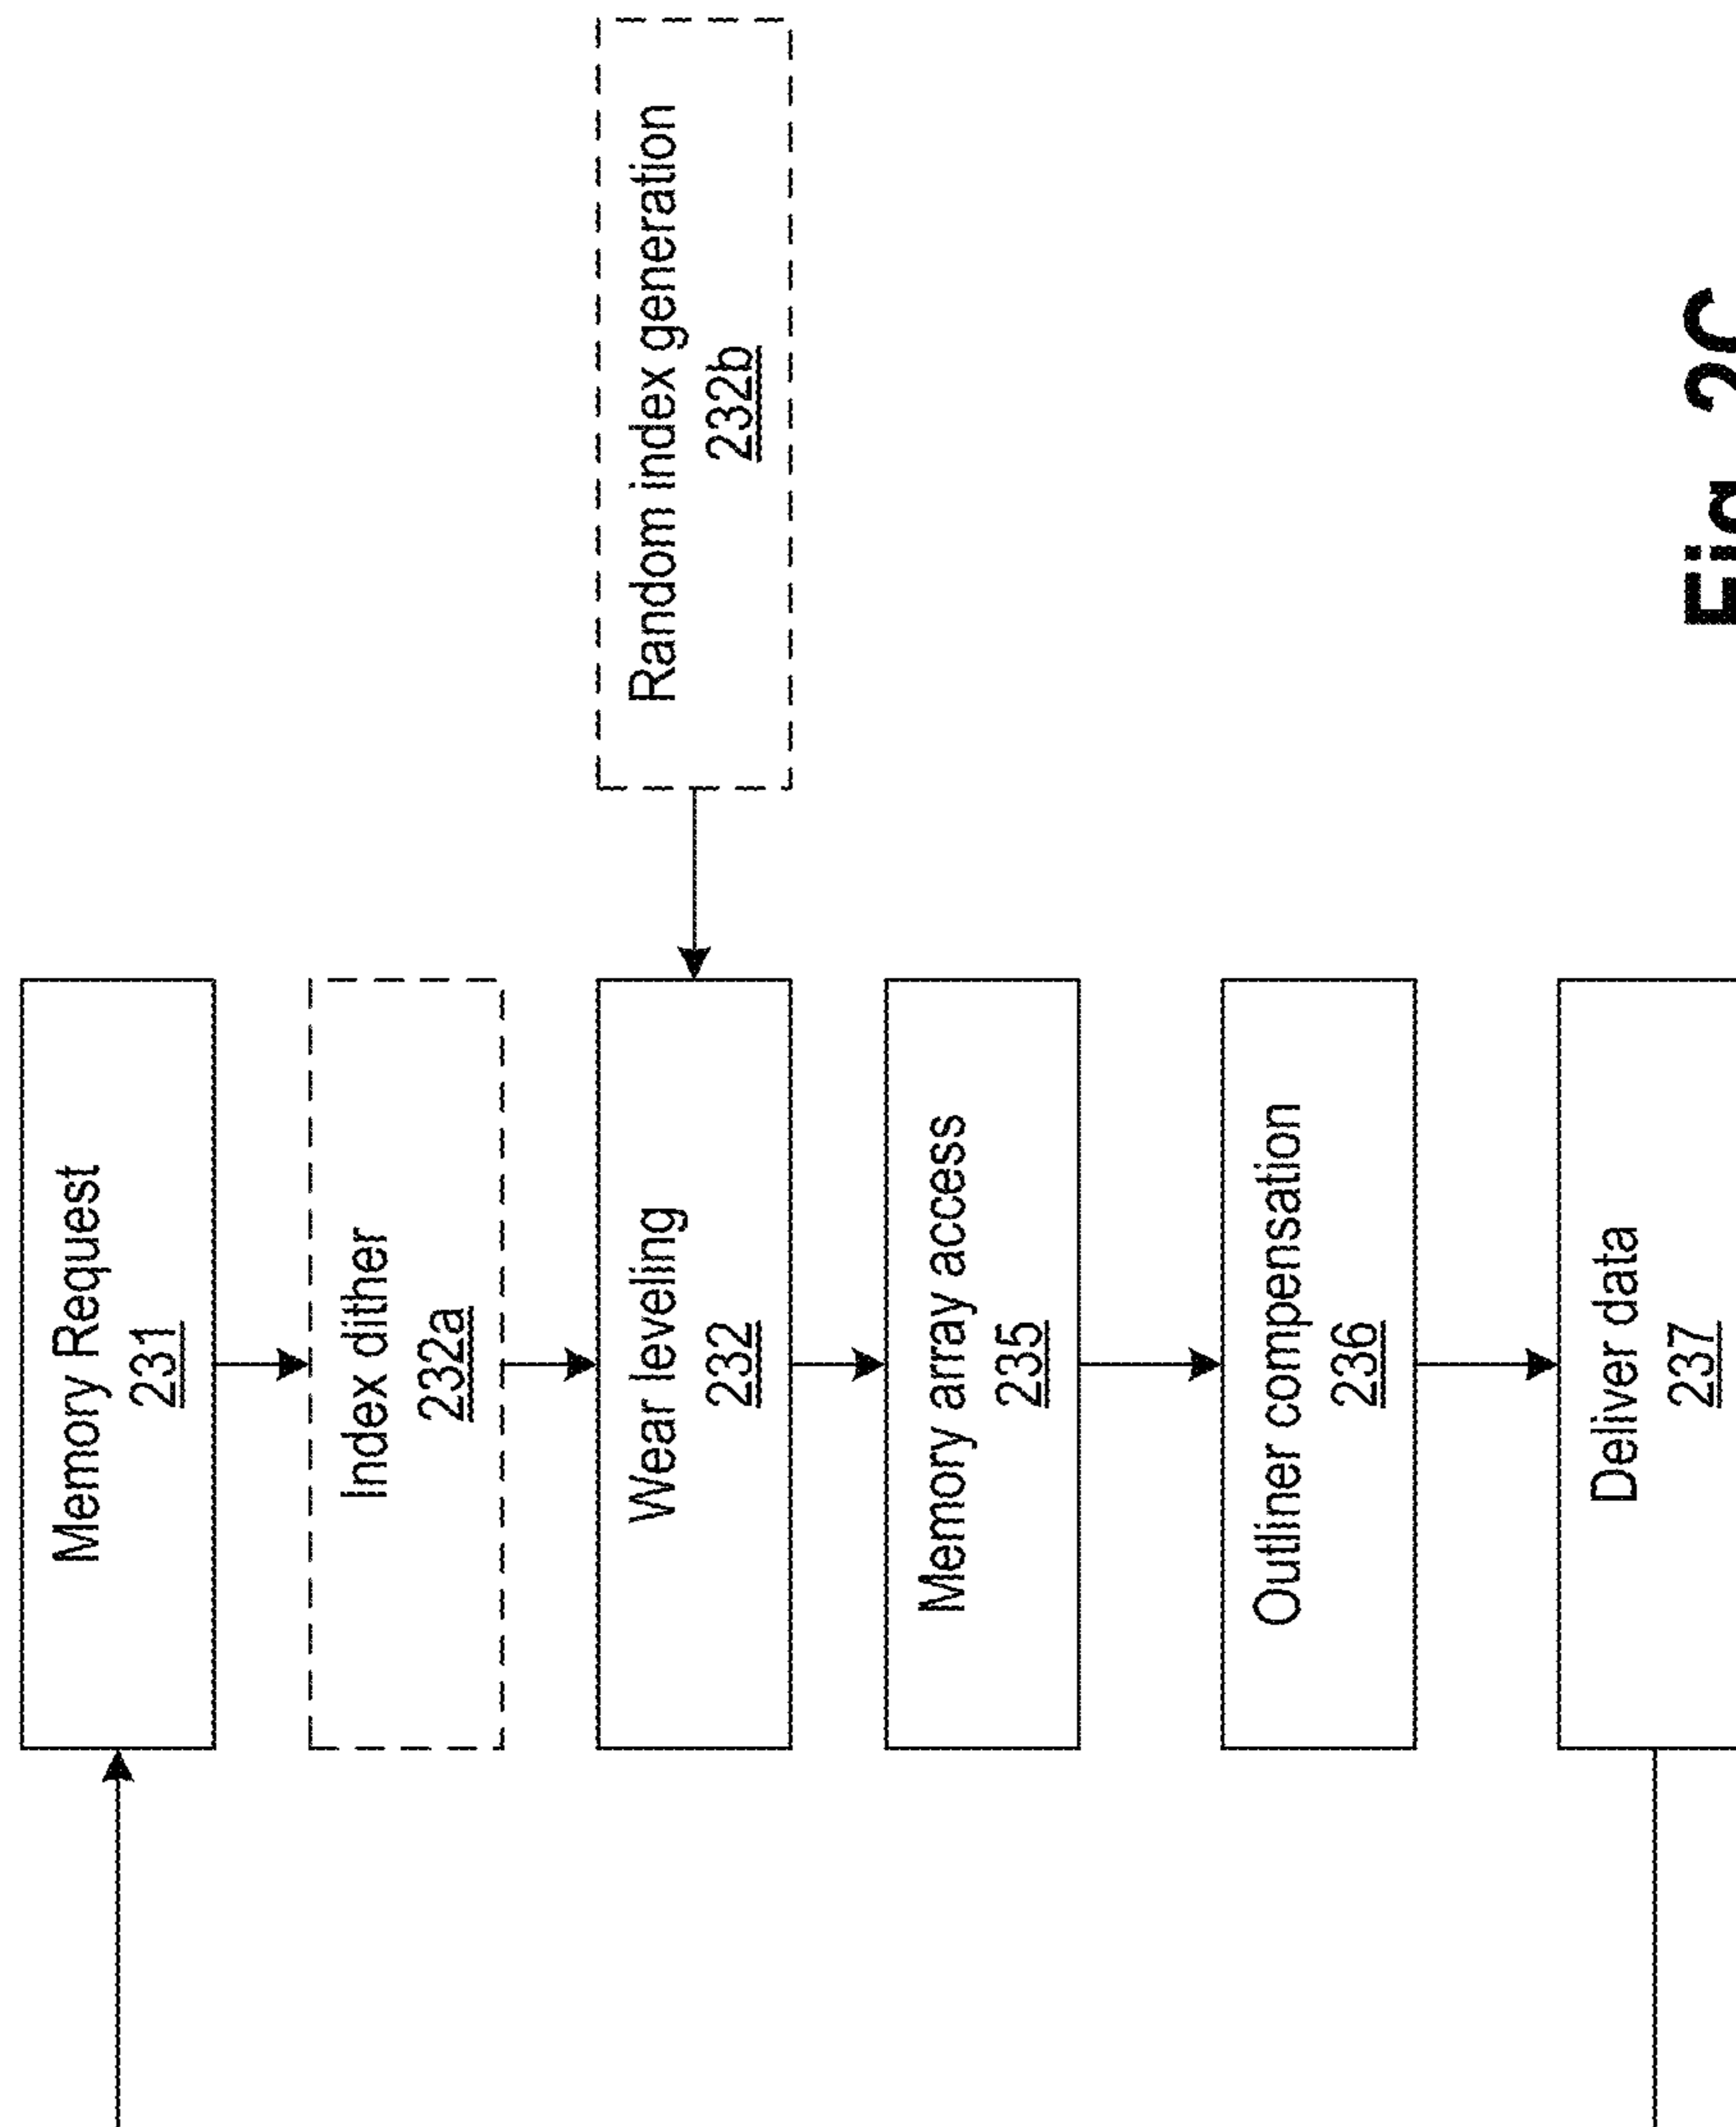 Memory Request
231
Index dither
232a
Wear leveling
232
Random index generation
232b
Memory array access
235
Outliner compensation
236
Deliver data
237